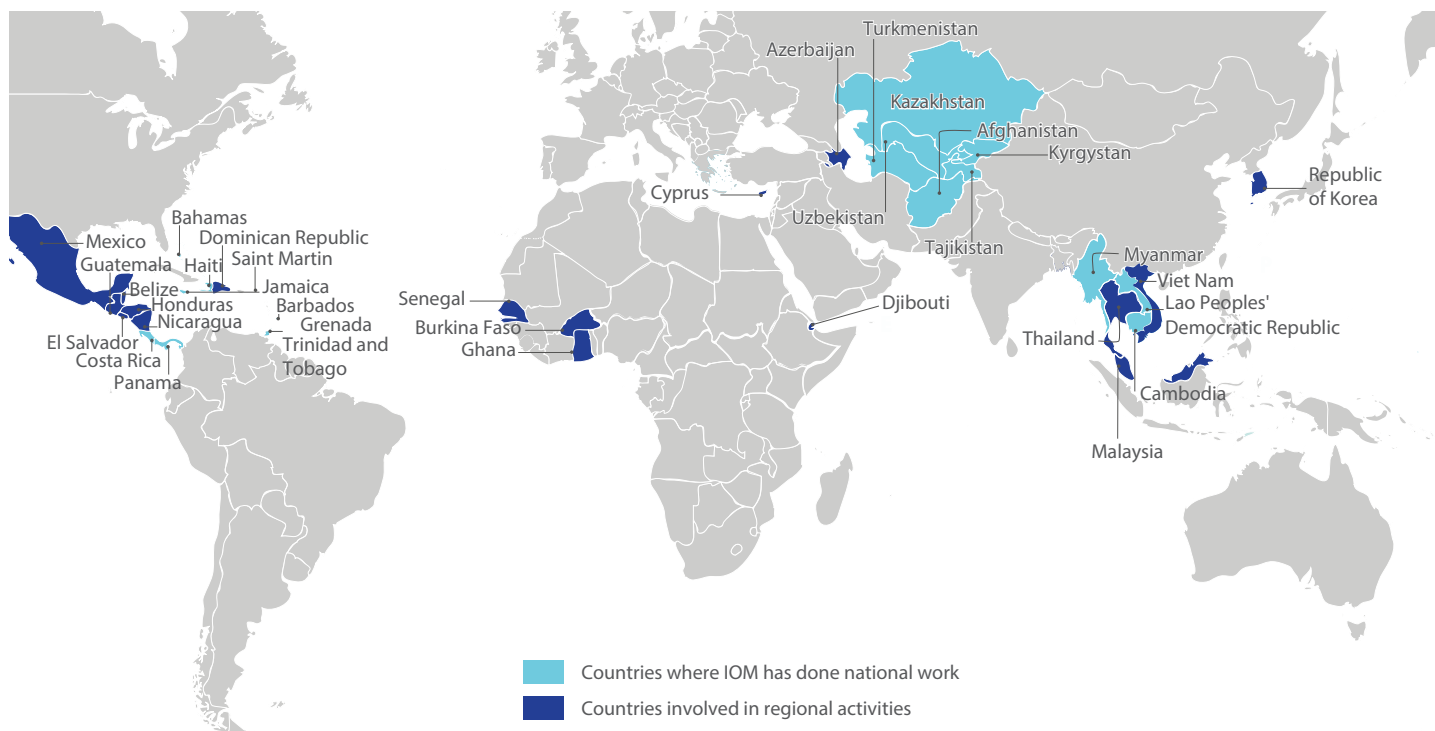 Turkmenistan
Azerbaijan
Kazakhstan
Afghanistan
Kyrgystan
Cyprus
Uzbekistan
Tajikistan
Republic
of Korea
Bahamas
Mexico
Dominican Republic
Guatemala
Haiti
Saint Martin
Belize
Jamaica
Honduras
Barbados
Nicaragua
Grenada
El Salvador
Trinidad and
Tobago
Costa Rica
Panama
Senegal
Burkina Faso
Ghana
Djibouti
Myanmar
Viet Nam
Lao Peoples'
Democratic Republic
Thailand
Cambodia
Malaysia
Countries where IOM has done national work
Countries involved in regional activities